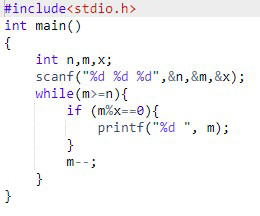 #include<stdio.h>
int main()
{
    int n,m,x;
    scanf("%d %d %d",&n,&m,&x);
    while(m>=n){
        if (m%x==0){
            printf("%d ", m);
        }
        m--;
    }
}